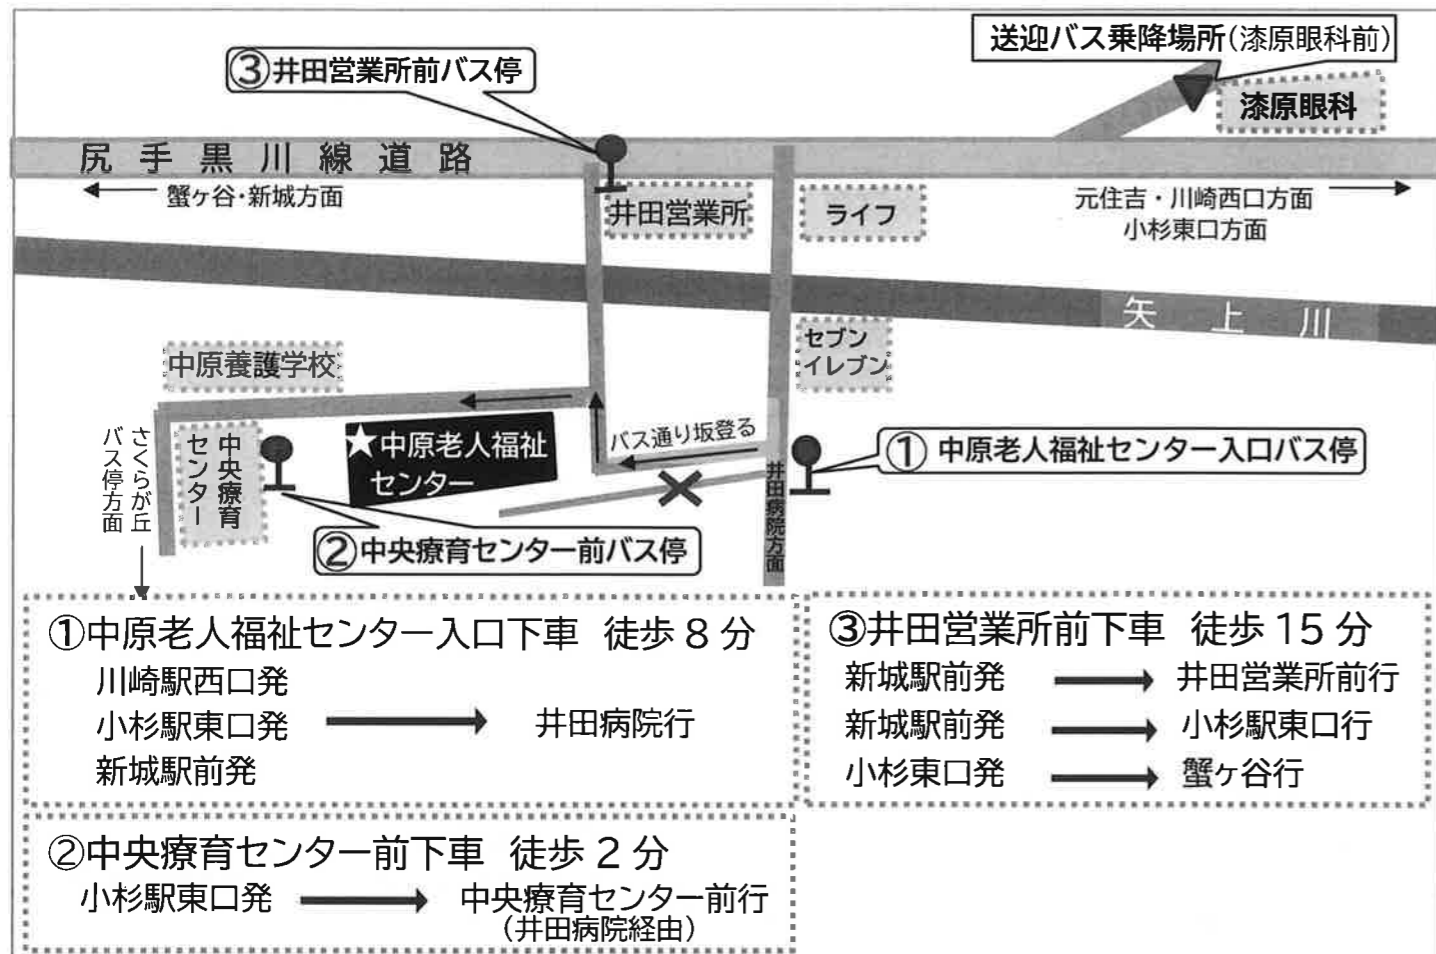 送迎バス乗降場所(漆原眼科前)
③井田営業所前バス停
漆原眼科
尻手黒川線道路
蟹ヶ谷・新城方面
井田営業所
ライフ
元住吉・川崎西口方面
小杉東口方面
矢上川
セブン
イレブン
中原養護学校
さくらが丘
バス停方面
中央療育
センター
★中原老人福祉
センター
バス通り坂登る
井田病院方面
①中原老人福祉センター入口バス停
②中央療育センター前バス停
①中原老人福祉センター入口下車 徒歩8分
川崎駅西口発
小杉駅東口発 → 井田病院行
新城駅前発
②中央療育センター前下車 徒歩2分
小杉駅東口発 → 中央療育センター前行
(井田病院経由)
③井田営業所前下車 徒歩15分
新城駅前発 → 井田営業所前行
新城駅前発 → 小杉駅東口行
小杉東口発 → 蟹ヶ谷行